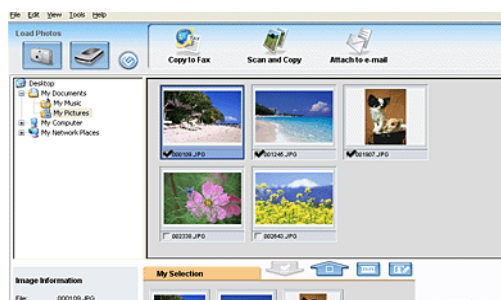 File Edit View Tools Help
Load Photos
Copy to Fax
Scan and Copy
Attach to e-mail
Desktop
My Documents
My Music
My Pictures
My Computer
My Network Places
000109.JPG
001245.JPG
001907.JPG
002338.JPG
002643.JPG
My Selection
Image Information
File: 000109.JPG